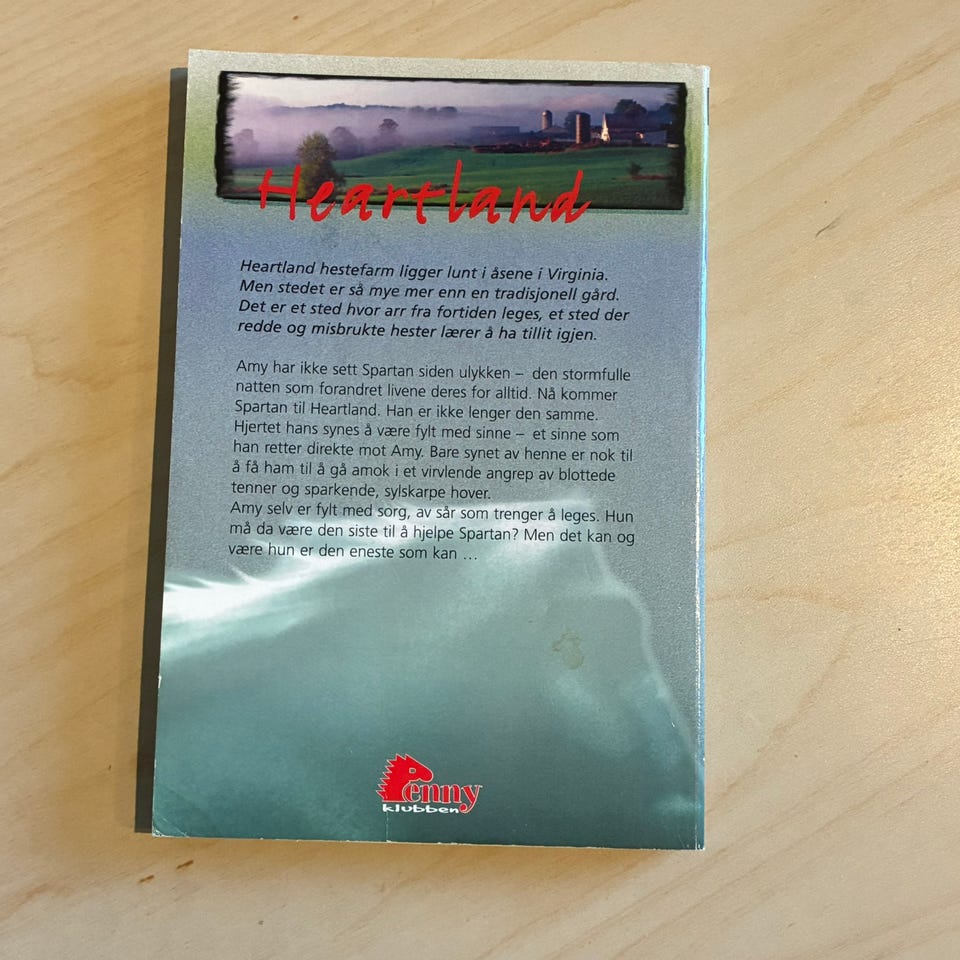 Heartland
Heartland hestefarm ligger lunt i åsene i Virginia.
Men stedet er så mye mer enn en tradisjonell gård.
Det er et sted hvor arr fra fortiden leges, et sted der
redde og misbrukte hester lærer å ha tillit igjen.
Amy har ikke sett Spartan siden ulykken – den stormfulle
natten som forandret livene deres for alltid. Nå kommer
Spartan til Heartland. Han er ikke lenger den samme.
Hjertet hans synes å være fylt med sinne – et sinne som
han retter direkte mot Amy. Bare synet av henne er nok til
å få ham til å gå amok i et virvlende angrep av blottede
tenner og sparkende, sylskarpe hover.
Amy selv er fylt med sorg, av sår som trenger å leges. Hun
må da være den siste til å hjelpe Spartan? Men det kan og
være hun er den eneste som kan …
Penny
klubben